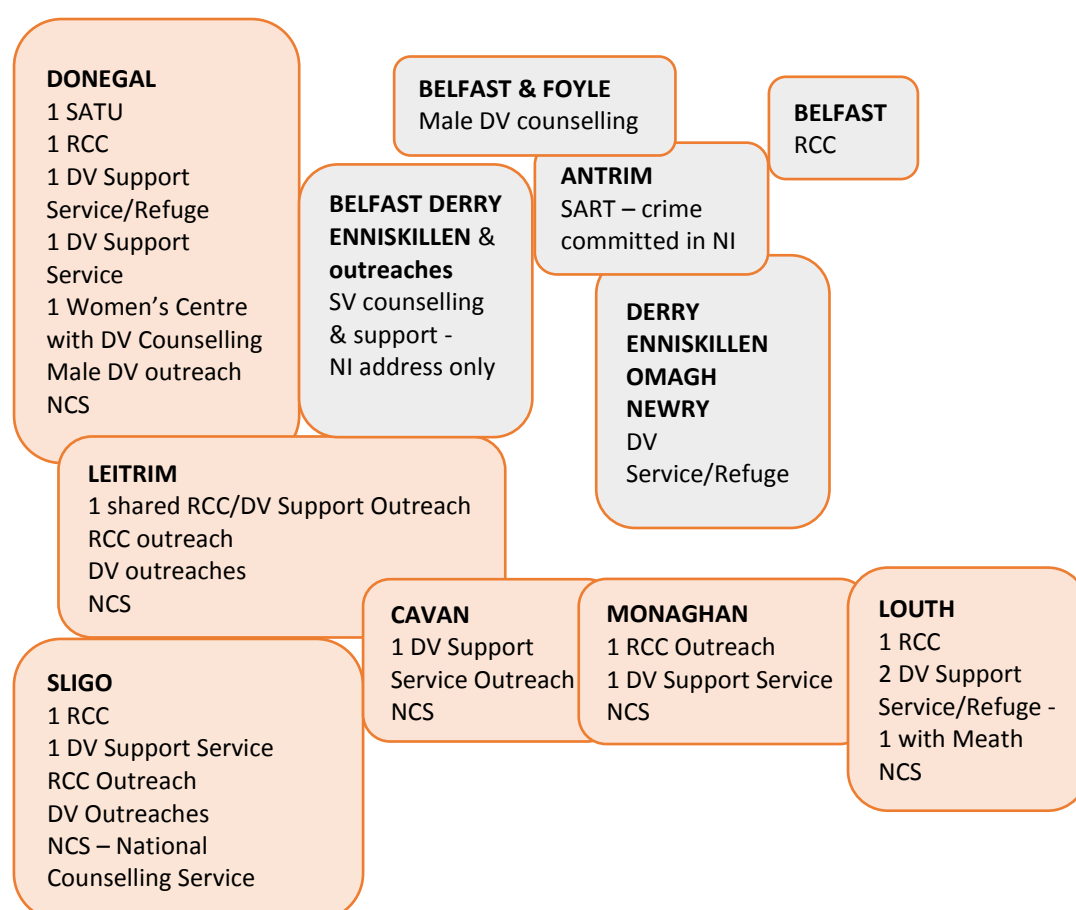 DONEGAL
1 SATU
1 RCC
1 DV Support
Service/Refuge
1 DV Support
Service
1 Women’s Centre
with DV Counselling
Male DV outreach
NCS
BELFAST & FOYLE
Male DV counselling
BELFAST
RCC
BELFAST DERRY
ENNISKILLEN &
outreaches
SV counselling
& support -
NI address only
ANTRIM
SART – crime
committed in NI
DERRY
ENNISKILLEN
OMAGH
NEWRY
DV
Service/Refuge
LEITRIM
1 shared RCC/DV Support Outreach
RCC outreach
DV outreaches
NCS
CAVAN
1 DV Support
Service Outreach
NCS
MONAGHAN
1 RCC Outreach
1 DV Support Service
NCS
LOUTH
1 RCC
2 DV Support
Service/Refuge -
1 with Meath
NCS
SLIGO
1 RCC
1 DV Support Service
RCC Outreach
DV Outreaches
NCS – National
Counselling Service